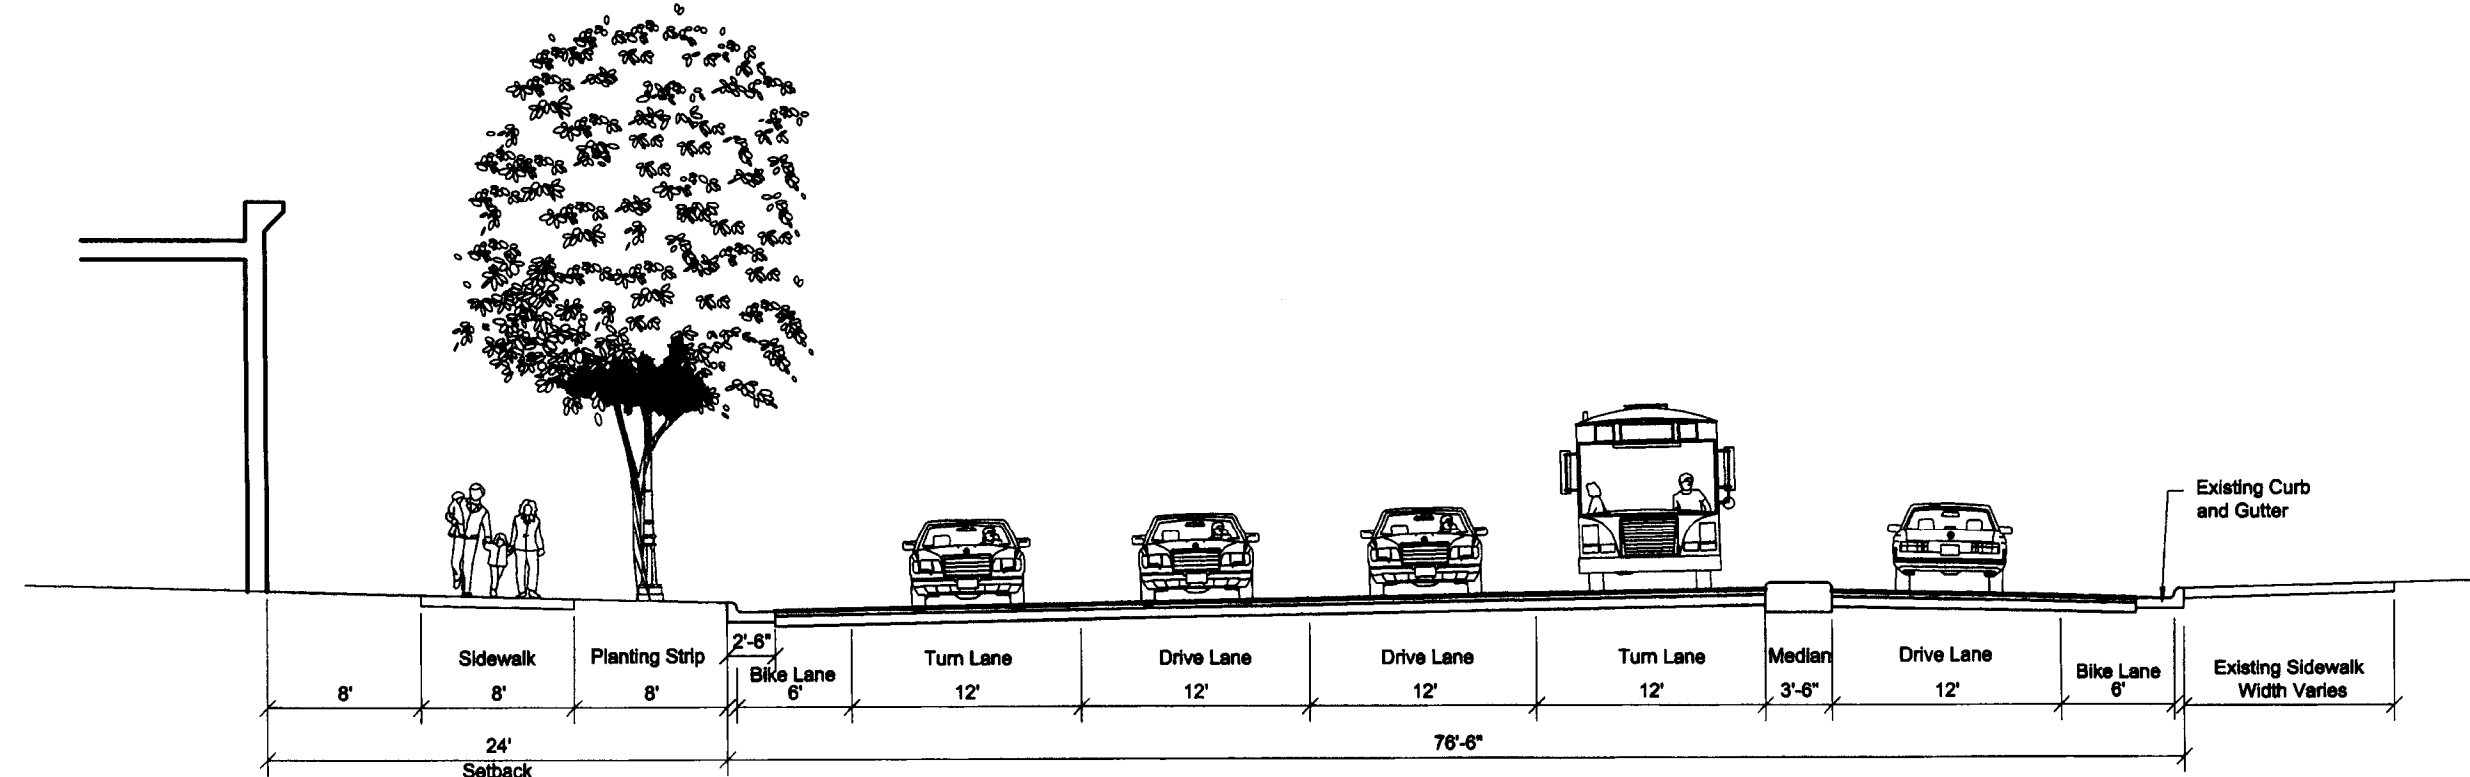 Existing Curb
and Gutter
2'-6"
Sidewalk
Planting Strip
Bike Lane
Turn Lane
Drive Lane
Drive Lane
Turn Lane
Median
Drive Lane
Bike Lane
Existing Sidewalk
Width Varies
8'
8'
8'
6'
12'
12'
12'
12'
3'-6"
12'
6'
24'
Setback
76'-6"